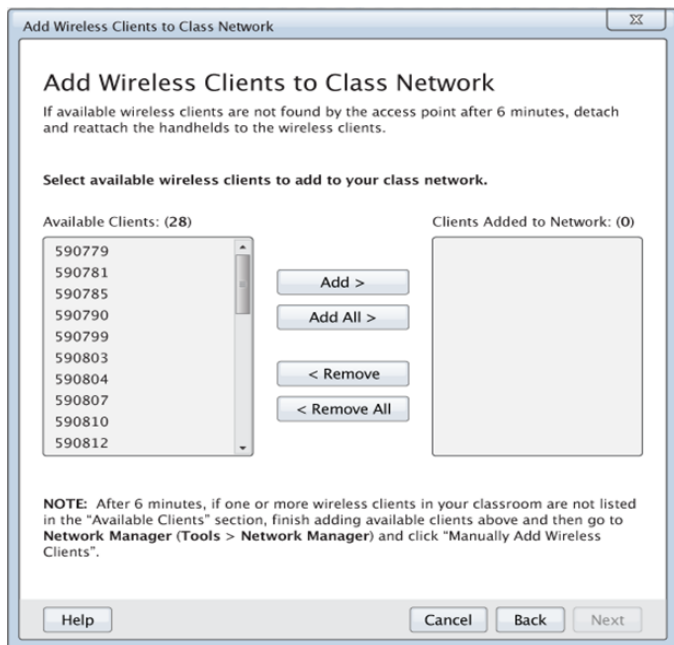 Add Wireless Clients to Class Network
Add Wireless Clients to Class Network
If available wireless clients are not found by the access point after 6 minutes, detach
and reattach the handhelds to the wireless clients.
Select available wireless clients to add to your class network.
Available Clients: (28)
Clients Added to Network: (0)
590779
590781
590785
590790
590799
590803
590804
590807
590810
590812
Add >
Add All >
< Remove
< Remove All
NOTE: After 6 minutes, if one or more wireless clients in your classroom are not listed
in the "Available Clients" section, finish adding available clients above and then go to
Network Manager (Tools > Network Manager) and click "Manually Add Wireless
Clients".
Help
Cancel
Back
Next